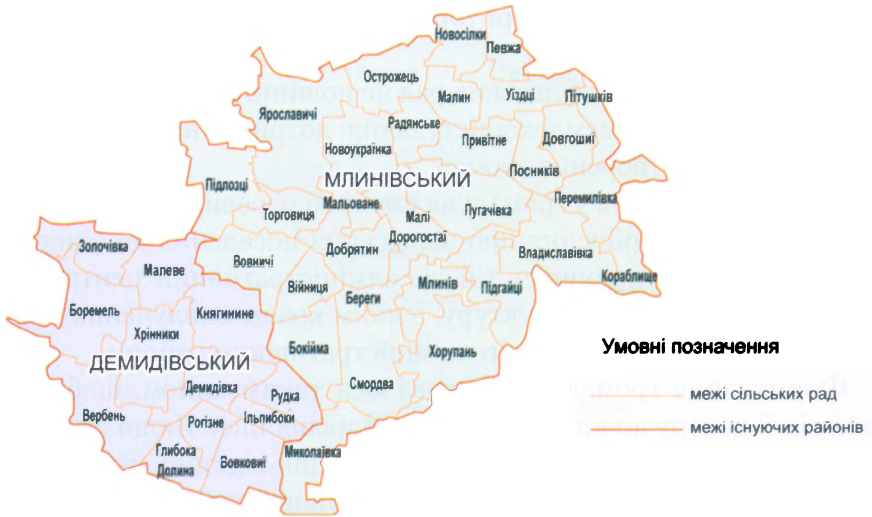 Новосілки
Певжа
Острожець
Малин
Уїздці
Пітушків
Ярославичі
Радянське
Привітне
Довгошиї
Новоукраїнка
Посників
Підлозці
МЛИНІВСЬКИЙ
Перемилівка
Торговиця
Мальоване
Малі
Дорогостаї
Пугачівка
Золочівка
Малеве
Вовничі
Добрятин
Владиславівка
Кораблище
Війниця
Береги
Млинів
Підгайці
Боремель
Хрінники
Княгинине
Бокійма
Хорупань
Умовні позначення
ДЕМИДІВСЬКИЙ
Смордва
Демидівка
Рудка
межі сільських рад
Вербень
Рогізне
Ільпибоки
межі існуючих районів
Глибока
Долина
Вовковиї
Миколаївка